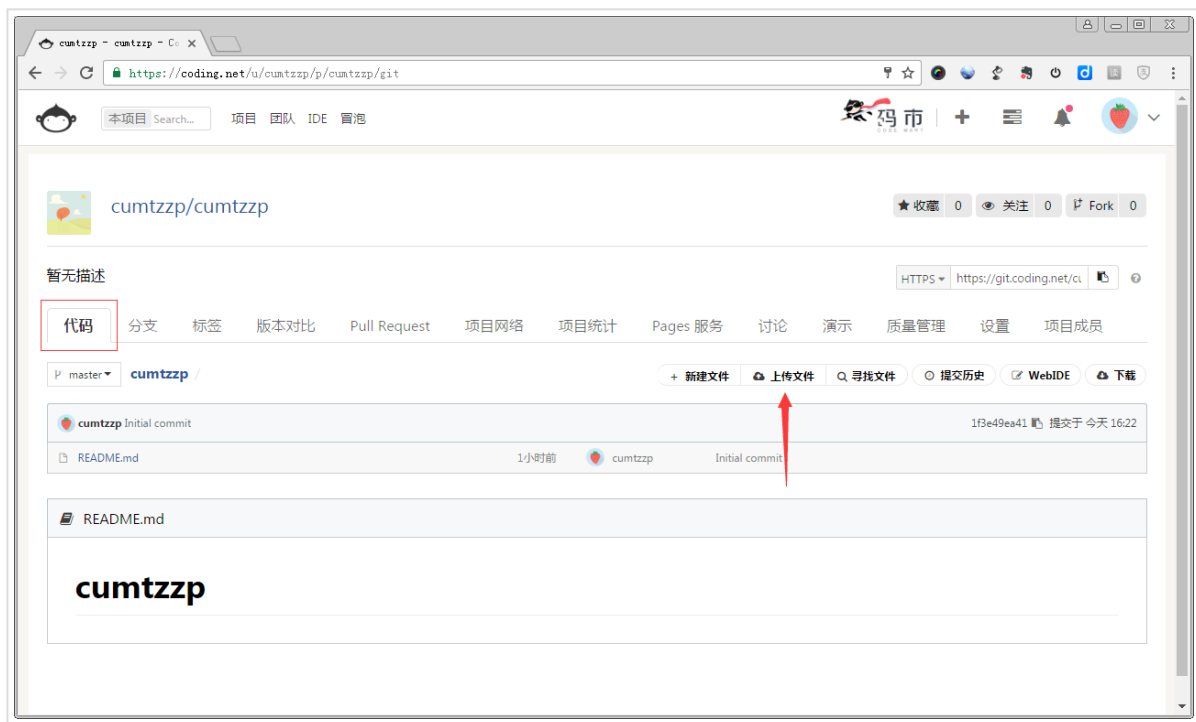 cumtzzp - cumtzzp - Co
https://coding.net/u/cumtzzp/p/cumtzzp/git
本项目 Search... 项目 团队 IDE 冒泡 码市
CODE MART
cumtzzp/cumtzzp 收藏 0 关注 0 Fork 0
暂无描述 HTTPS https://git.coding.net/cu
代码 分支 标签 版本对比 Pull Request 项目网络 项目统计 Pages 服务 讨论 演示 质量管理 设置 项目成员
master cumtzzp / + 新建文件 上传文件 寻找文件 提交历史 WebIDE 下载
cumtzzp Initial commit 1f3e49ea41 提交于 今天 16:22
README.md 1小时前 cumtzzp Initial commit
README.md
cumtzzp